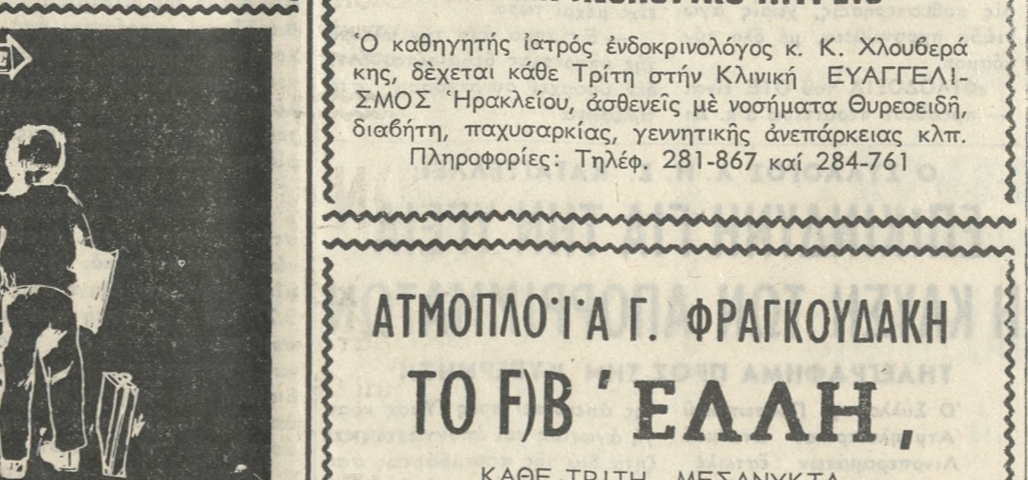 Ὁ καθηγητής ἰατρός ἐνδοκρινολόγος κ. Κ. Χλουβερά
κης, δέχεται κάθε Τρίτη στήν Κλινική ΕΥΑΓΓΕΛΙ-
ΣΜΟΣ Ἡρακλείου, ἀσθενεῖς μὲ νοσήματα Θυρεοειδῆ,
διαβήτη, παχυσαρκίας, γεννητικῆς ἀνεπάρκειας κλπ.
Πληροφορίες: Τηλέφ. 281-867 καί 284-761
ΑΤΜΟΠΛΟ·Ι·Α Γ. ΦΡΑΓΚΟΥΔΑΚΗ
ΤΟ F)B ‘ΕΛΛΗ,
ΚΑΘΕ ΤΡΙΤΗ ΜΕΣΑΝΥΚΤΑ